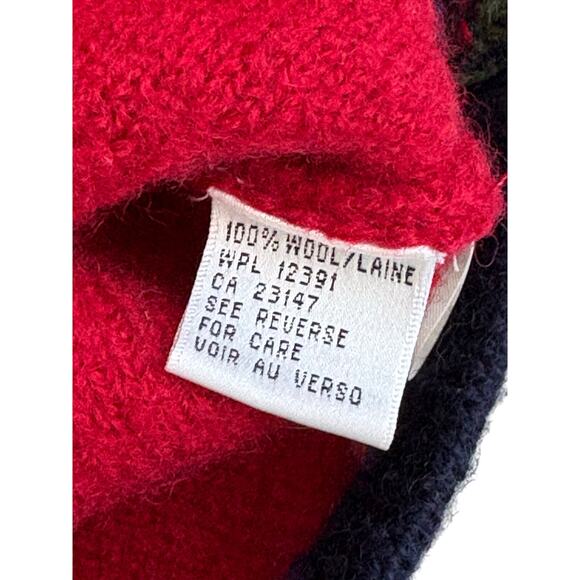 100% WOOL/LAINE
WPL 12391
CA 23147
SEE REVERSE
FOR CARE
VOIR AU VERSO